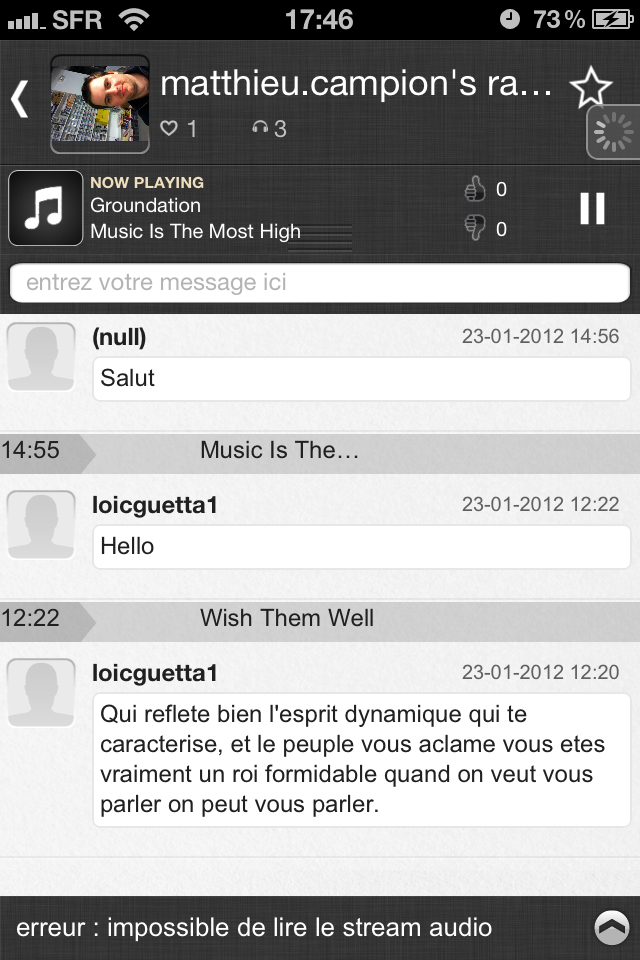 SFR 17:46 73%
matthieu.campion's ra...
1 3
NOW PLAYING
Groundation
Music Is The Most High
0
0
entrez votre message ici
(null) 23-01-2012 14:56
Salut
14:55 Music Is The...
loicguetta1 23-01-2012 12:22
Hello
12:22 Wish Them Well
loicguetta1 23-01-2012 12:20
Qui reflete bien l'esprit dynamique qui te
caracterise, et le peuple vous aclame vous etes
vraiment un roi formidable quand on veut vous
parler on peut vous parler.
erreur : impossible de lire le stream audio